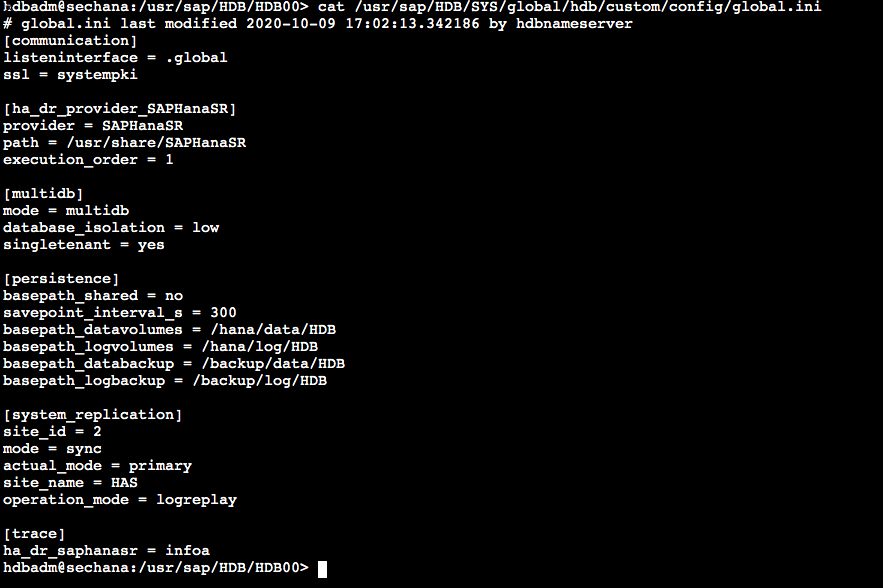 hdbadm@sechana:/usr/sap/HDB/HDB00> cat /usr/sap/HDB/SYS/global/hdb/custom/config/global.ini
# global.ini last modified 2020-10-09 17:02:13.342186 by hdbnameserver
[communication]
listeninterface = .global
ssl = systempki
[ha_dr_provider_SAPHanaSR]
provider = SAPHanaSR
path = /usr/share/SAPHanaSR
execution_order = 1
[multidb]
mode = multidb
database_isolation = low
singletenant = yes
[persistence]
basepath_shared = no
savepoint_interval_s = 300
basepath_datavolumes = /hana/data/HDB
basepath_logvolumes = /hana/log/HDB
basepath_databackup = /backup/data/HDB
basepath_logbackup = /backup/log/HDB
[system_replication]
site_id = 2
mode = sync
actual_mode = primary
site_name = HAS
operation_mode = logreplay
[trace]
ha_dr_saphanasr = infoa
hdbadm@sechana:/usr/sap/HDB/HDB00>